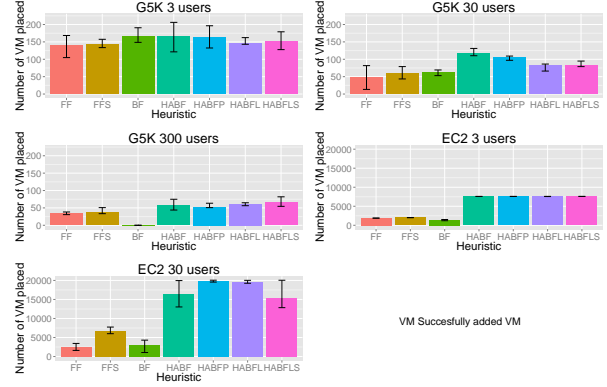 G5K 3 users
Number of VM placed
200
150
100
50
0
FF FFS BF HABF HABFP HABFL HABFLS
Heuristic
G5K 30 users
Number of VM placed
200
150
100
50
0
FF FFS BF HABF HABFP HABFL HABFLS
Heuristic
G5K 300 users
Number of VM placed
200
150
100
50
0
FF FFS BF HABF HABFP HABFL HABFLS
Heuristic
EC2 3 users
Number of VM placed
20000
15000
10000
5000
0
FF FFS BF HABF HABFP HABFL HABFLS
Heuristic
EC2 30 users
Number of VM placed
20000
15000
10000
5000
0
FF FFS BF HABF HABFP HABFL HABFLS
Heuristic
VM Succesfully added VM